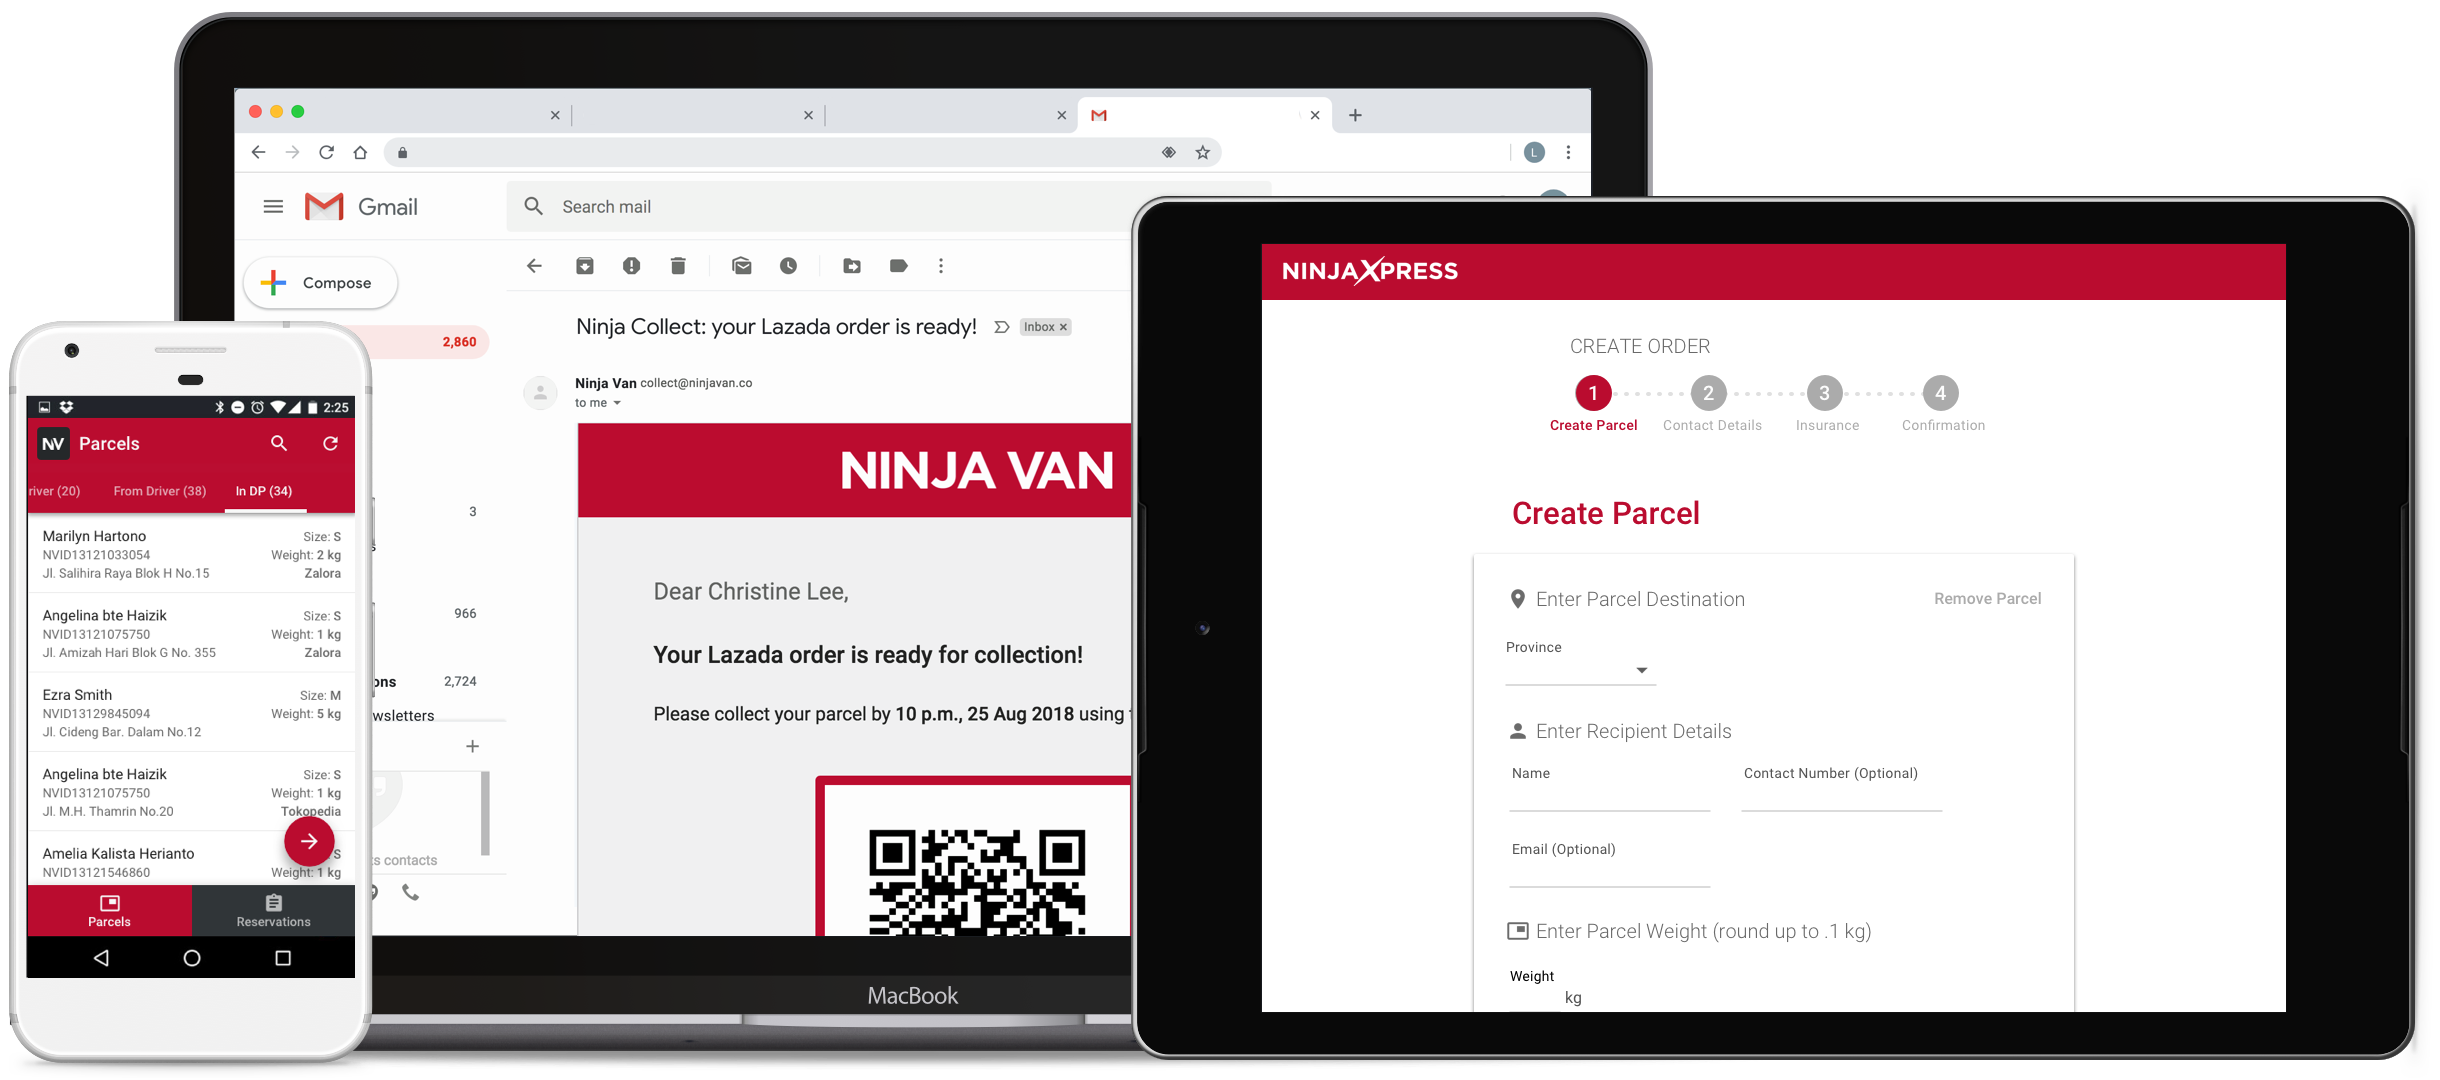 Gmail
Search mail
Compose
2,860
Ninja Collect: your Lazada order is ready!
Inbox ×
Ninja Van collect@ninjavan.co
to me
3
966
2,724
NINJA VAN
Dear Christine Lee,
Your Lazada order is ready for collection!
Please collect your parcel by 10 p.m., 25 Aug 2018 using
L
MacBook
2:25
NV Parcels
river (20) From Driver (38) In DP (34)
Marilyn Hartono Size: S
NVID13121033054 Weight: 2 kg
Jl. Salihira Raya Blok H No.15 Zalora
Angelina bte Haizik Size: S
NVID13121075750 Weight: 1 kg
Jl. Amizah Hari Blok G No. 355 Zalora
Ezra Smith Size: M
NVID13129845094 Weight: 5 kg
Jl. Cideng Bar. Dalam No.12
Angelina bte Haizik Size: S
NVID13121075750 Weight: 1 kg
Jl. M.H. Thamrin No.20 Tokopedia
Amelia Kalista Herianto S
NVID13121546860 Weight: 1 kg
Parcels Reservations
s
ons
wsletters
ts contacts
NINJAXPRESS
CREATE ORDER
1 2 3 4
Create Parcel Contact Details Insurance Confirmation
Create Parcel
Enter Parcel Destination Remove Parcel
Province
Enter Recipient Details
Name Contact Number (Optional)
Email (Optional)
Enter Parcel Weight (round up to .1 kg)
Weight
kg